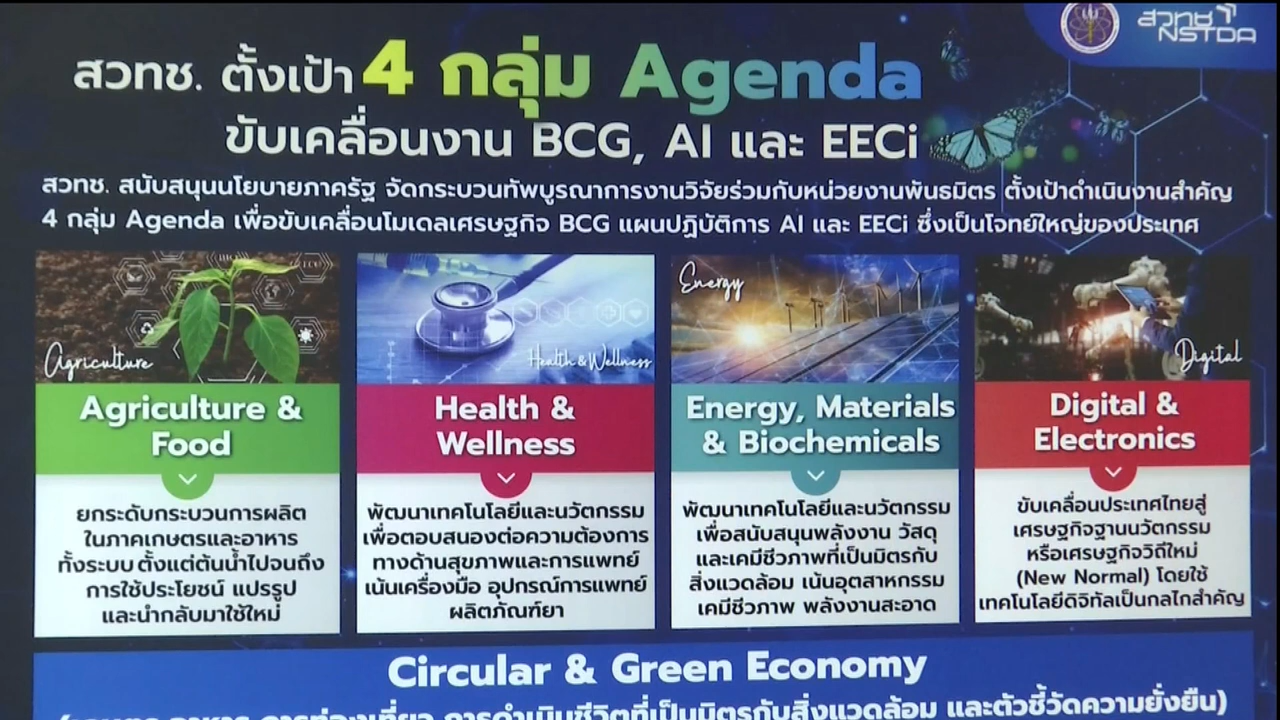 สวทช
NSTDA
สวทช. ตั้งเป้า 4 กลุ่ม Agenda
ขับเคลื่อนงาน BCG, AI และ EECi
สวทช. สนับสนุนนโยบายภาครัฐ จัดกระบวนทัพบูรณาการงานวิจัยร่วมกับหน่วยงานพันธมิตร ตั้งเป้าดำเนินงานสำคัญ
4 กลุ่ม Agenda เพื่อขับเคลื่อนโมเดลเศรษฐกิจ BCG แผนปฏิบัติการ AI และ EECi ซึ่งเป็นโจทย์ใหญ่ของประเทศ
Agriculture
Agriculture &
Food
ยกระดับกระบวนการผลิต
ในภาคเกษตรและอาหาร
ทั้งระบบ ตั้งแต่ต้นน้ำไปจนถึง
การใช้ประโยชน์ แปรรูป
และนำกลับมาใช้ใหม่
Health & Wellness
Health &
Wellness
พัฒนาเทคโนโลยีและนวัตกรรม
เพื่อตอบสนองต่อความต้องการ
ทางด้านสุขภาพและการแพทย์
เน้นเครื่องมือ อุปกรณ์การแพทย์
ผลิตภัณฑ์ยา
Energy
Energy, Materials
& Biochemicals
พัฒนาเทคโนโลยีและนวัตกรรม
เพื่อสนับสนุนพลังงาน วัสดุ
และเคมีชีวภาพที่เป็นมิตรกับ
สิ่งแวดล้อม เน้นอุตสาหกรรม
เคมีชีวภาพ พลังงานสะอาด
Digital
Digital &
Electronics
ขับเคลื่อนประเทศไทยสู่
เศรษฐกิจฐานนวัตกรรม
หรือเศรษฐกิจวิถีใหม่
(New Normal) โดยใช้
เทคโนโลยีดิจิทัลเป็นกลไกสำคัญ
Circular & Green Economy
อาหาร การท่องเที่ยว การดำเนินชีวิตที่เป็นมิตรกับสิ่งแวดล้อม และตัวชี้วัดความยั่งยืน)